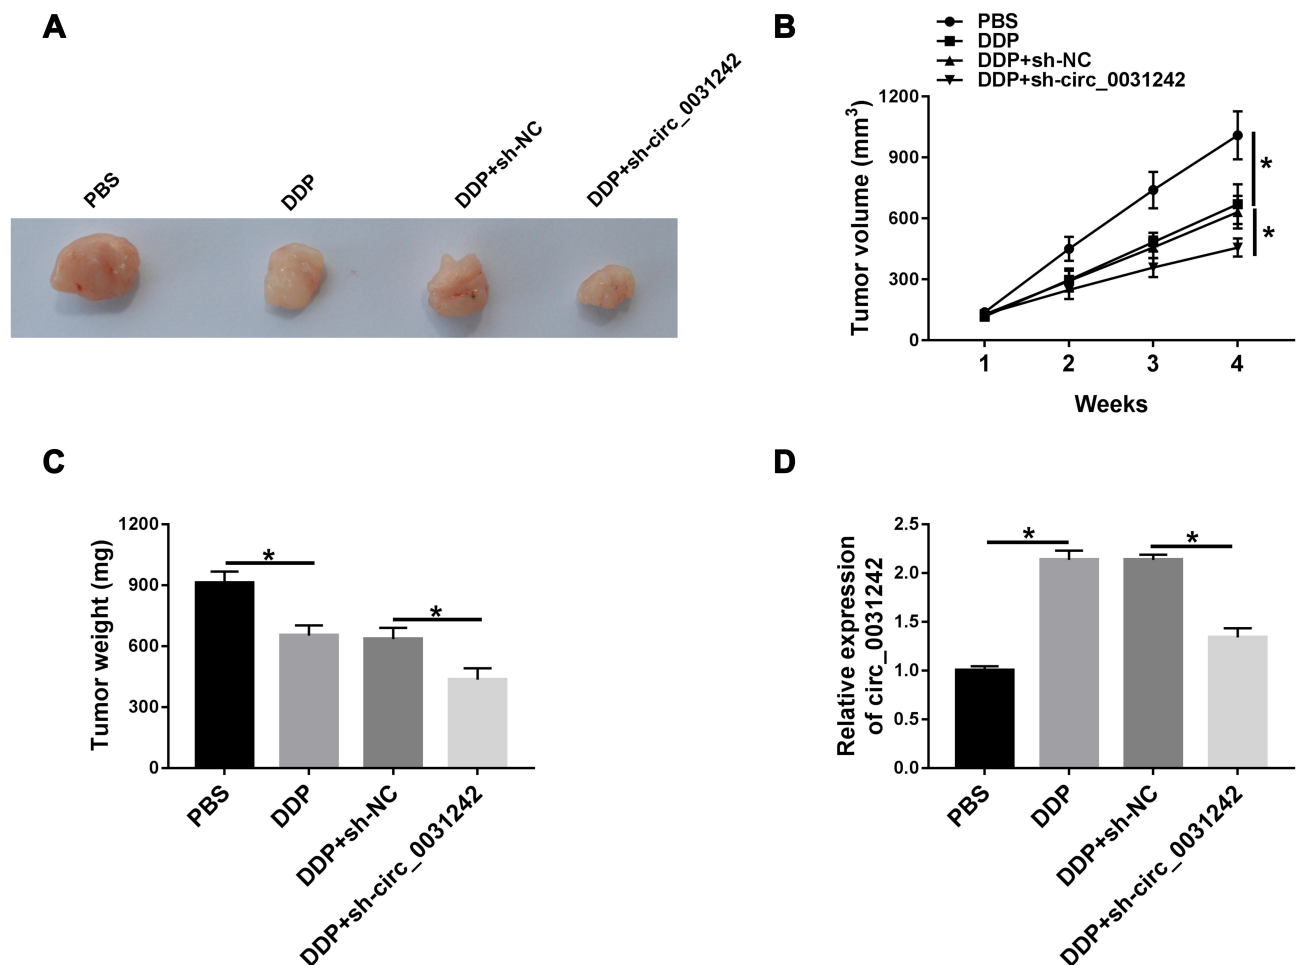 A
PBS
DDP
DDP+sh-NC
DDP+sh-circ_0031242
B
PBS
DDP
DDP+sh-NC
DDP+sh-circ_0031242
Tumor volume (mm³)
1200
900
600
300
0
*
*
1 2 3 4
Weeks
C
Tumor weight (mg)
1200
900
600
300
0
*
*
PBS
DDP
DDP+sh-NC
DDP+sh-circ_0031242
D
Relative expression
of circ_0031242
2.5
2.0
1.5
1.0
0.5
0.0
*
*
PBS
DDP
DDP+sh-NC
DDP+sh-circ_0031242